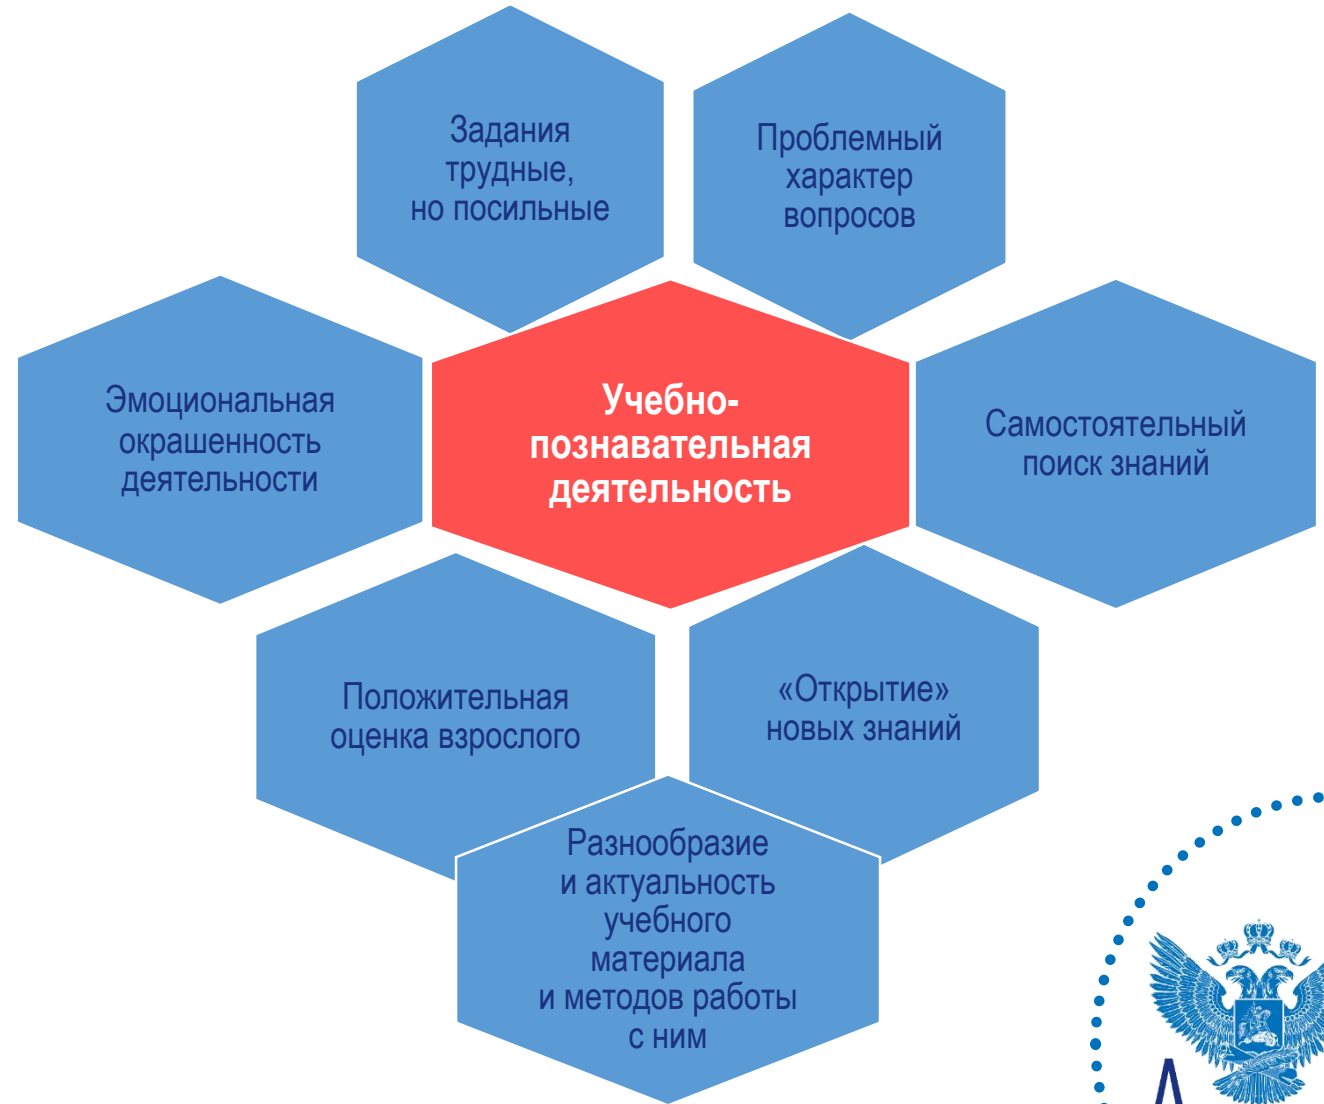 Задания
трудные,
но посильные
Проблемный
характер
вопросов
Эмоциональная
окрашенность
деятельности
Учебно-
познавательная
деятельность
Самостоятельный
поиск знаний
Положительная
оценка взрослого
«Открытие»
новых знаний
Разнообразие
и актуальность
учебного
материала
и методов работы
с ним